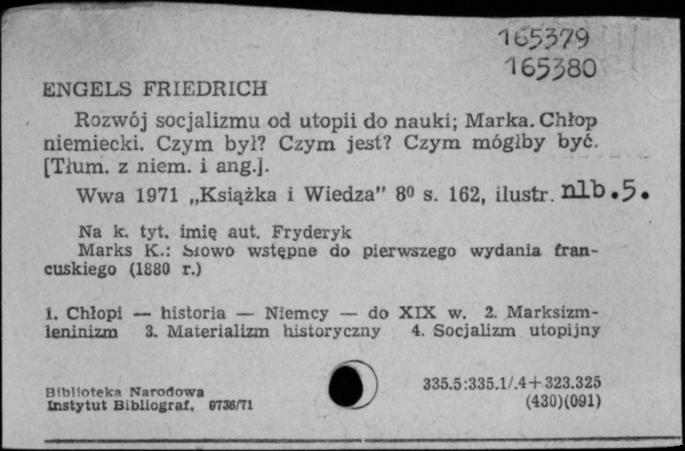 165379
165380
ENGELS FRIEDRICH
Rozwój socjalizmu od utopii do nauki; Marka. Chłop
niemiecki. Czym był? Czym jest? Czym mógłby być.
[Tłum. z niem. i ang.].
Wwa 1971 „Książka i Wiedza” 8⁰ s. 162, ilustr. nlb.5.
Na k. tyt. imię aut. Fryderyk
Marks K.: Słowo wstępne do pierwszego wydania fran-
cuskiego (1880 r.)
1. Chłopi — historia — Niemcy — do XIX w. 2. Marksizm-
leninizm 3. Materializm historyczny 4. Socjalizm utopijny
Biblioteka Narodowa
Instytut Bibliograf. 9736/71
335.5:335.1/.4+323.325
(430)(091)